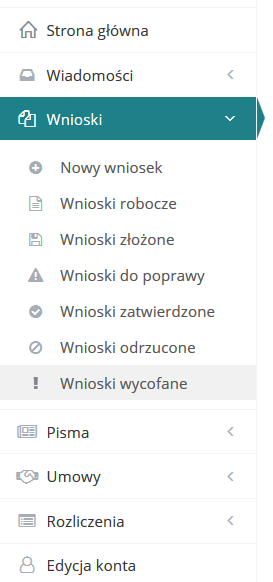 Strona główna
Wiadomości
Wnioski
Nowy wniosek
Wnioski robocze
Wnioski złożone
Wnioski do poprawy
Wnioski zatwierdzone
Wnioski odrzucone
Wnioski wycofane
Pisma
Umowy
Rozliczenia
Edycja konta